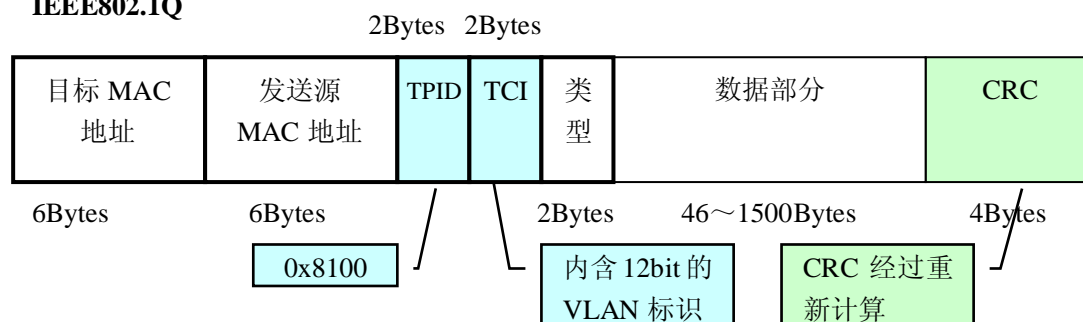 IEEE802.1Q
2Bytes 2Bytes
目标 MAC
地址
发送源
MAC 地址
TPID
TCI
类
型
数据部分
CRC
6Bytes
6Bytes
2Bytes
46～1500Bytes
4Bytes
0x8100
内含 12bit 的
VLAN 标识
CRC 经过重
新计算